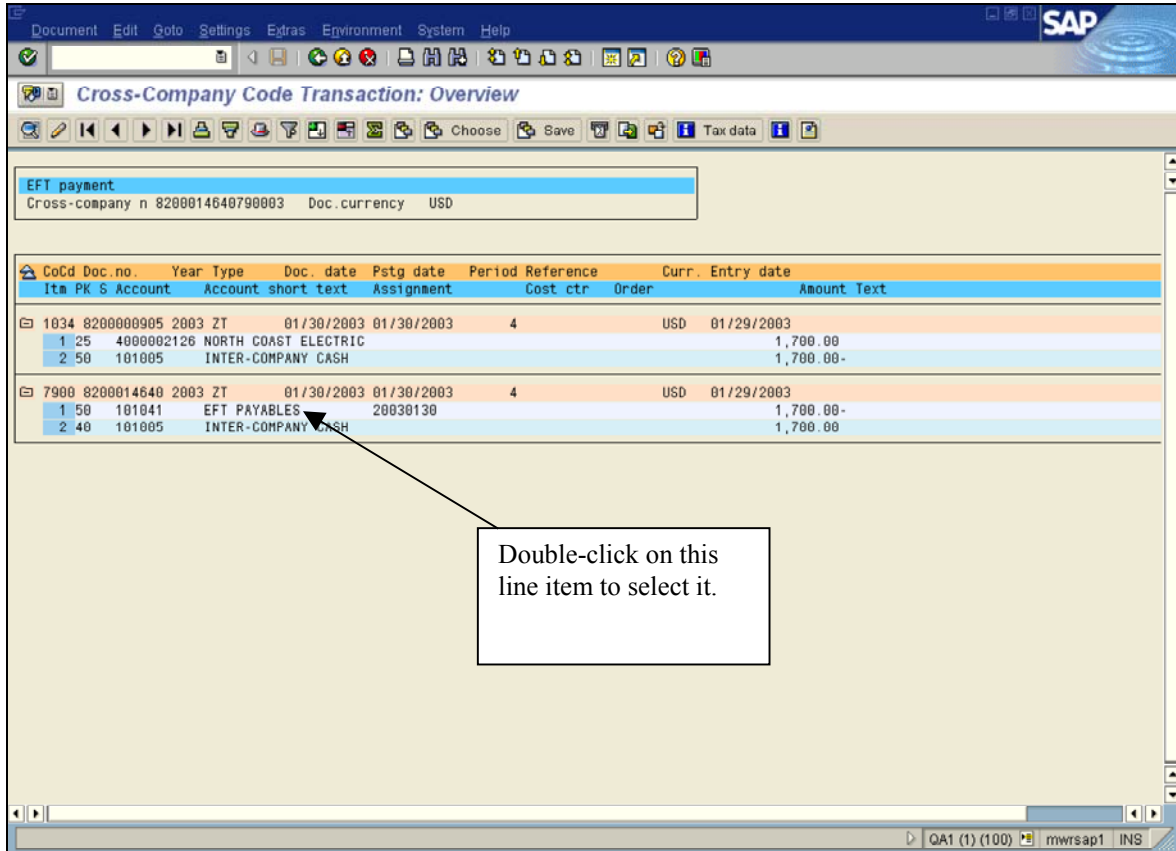 Document Edit Goto Settings Extras Environment System Help
SAP
Cross-Company Code Transaction: Overview
Choose Save Tax data
EFT payment
Cross-company n 8200014640790003 Doc.currency USD
CoCd Doc.no. Year Type Doc. date Pstg date Period Reference Curr. Entry date
Itm PK S Account Account short text Assignment Cost ctr Order Amount Text
1034 8200000905 2003 ZT 01/30/2003 01/30/2003 4 USD 01/29/2003
1 25 4000002126 NORTH COAST ELECTRIC 1,700.00
2 50 101005 INTER-COMPANY CASH 1,700.00-
7900 8200014640 2003 ZT 01/30/2003 01/30/2003 4 USD 01/29/2003
1 50 101041 EFT PAYABLES 20030130 1,700.00-
2 40 101005 INTER-COMPANY CASH 1,700.00
Double-click on this
line item to select it.
QA1 (1) (100) mwrsap1 INS